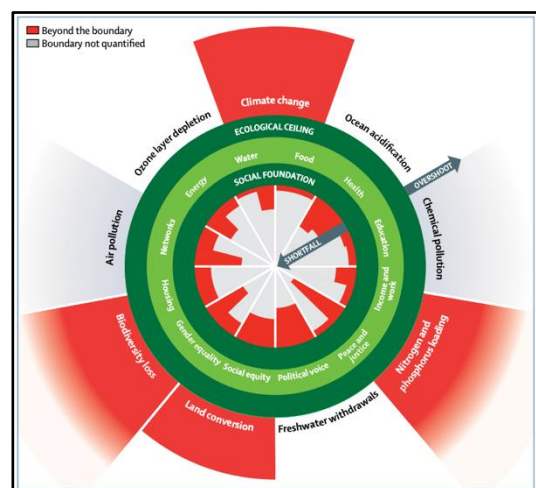 Beyond the boundary
Boundary not quantified
Climate change
Ozone layer depletion
Ocean acidification
ECOLOGICAL CEILING
Water
Food
Energy
Health
SOCIAL FOUNDATION
OVERSHOOT
Networks
Education
SHORTFALL
Air pollution
Chemical pollution
Housing
Income and
work
Gender equality
Social equity
Political voice
Peace and
justice
Biodiversity loss
Nitrogen and
phosphorus loading
Land conversion
Freshwater withdrawals